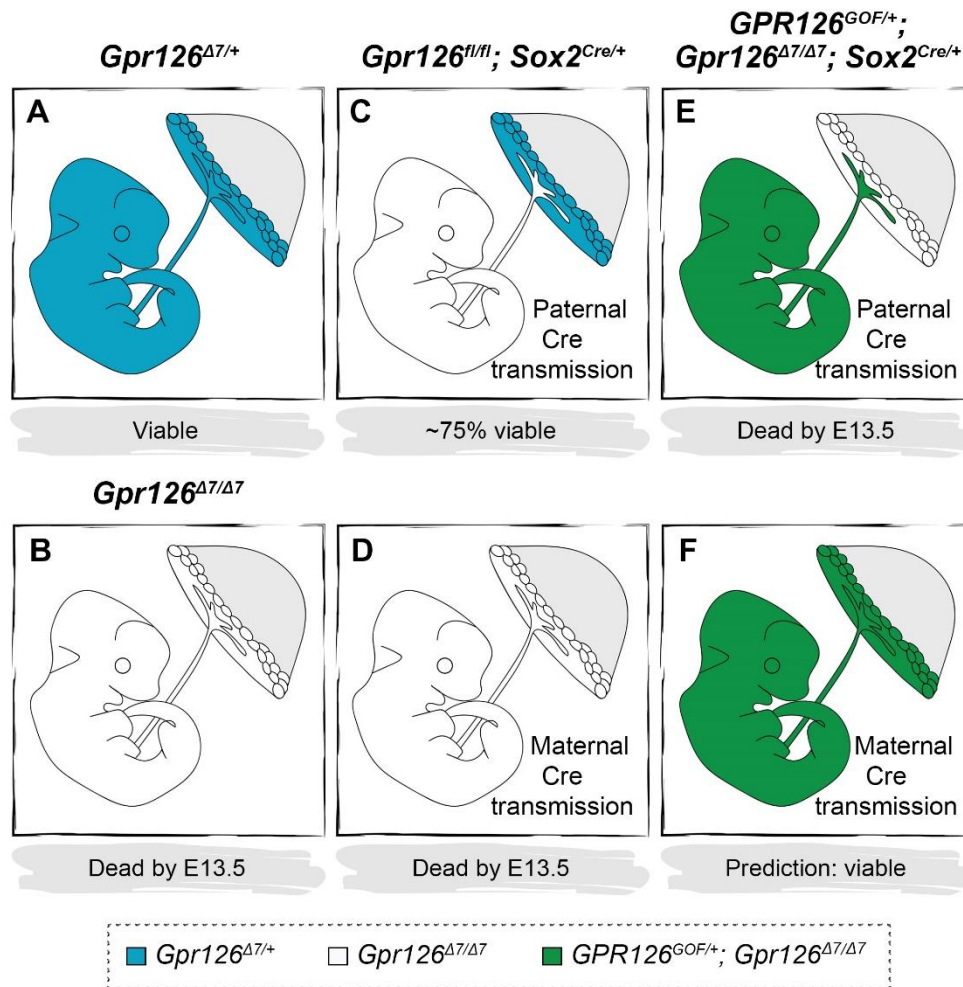 Gpr126Δ7/+
Gpr126fl/fl; Sox2Cre/+
GPR126GOF/+;
Gpr126Δ7/Δ7; Sox2Cre/+
A
C
Paternal
Cre
transmission
E
Paternal
Cre
transmission
Viable
~75% viable
Dead by E13.5
Gpr126Δ7/Δ7
B
D
Maternal
Cre
transmission
F
Maternal
Cre
transmission
Dead by E13.5
Dead by E13.5
Prediction: viable
Gpr126Δ7/+
Gpr126Δ7/Δ7
GPR126GOF/+; Gpr126Δ7/Δ7